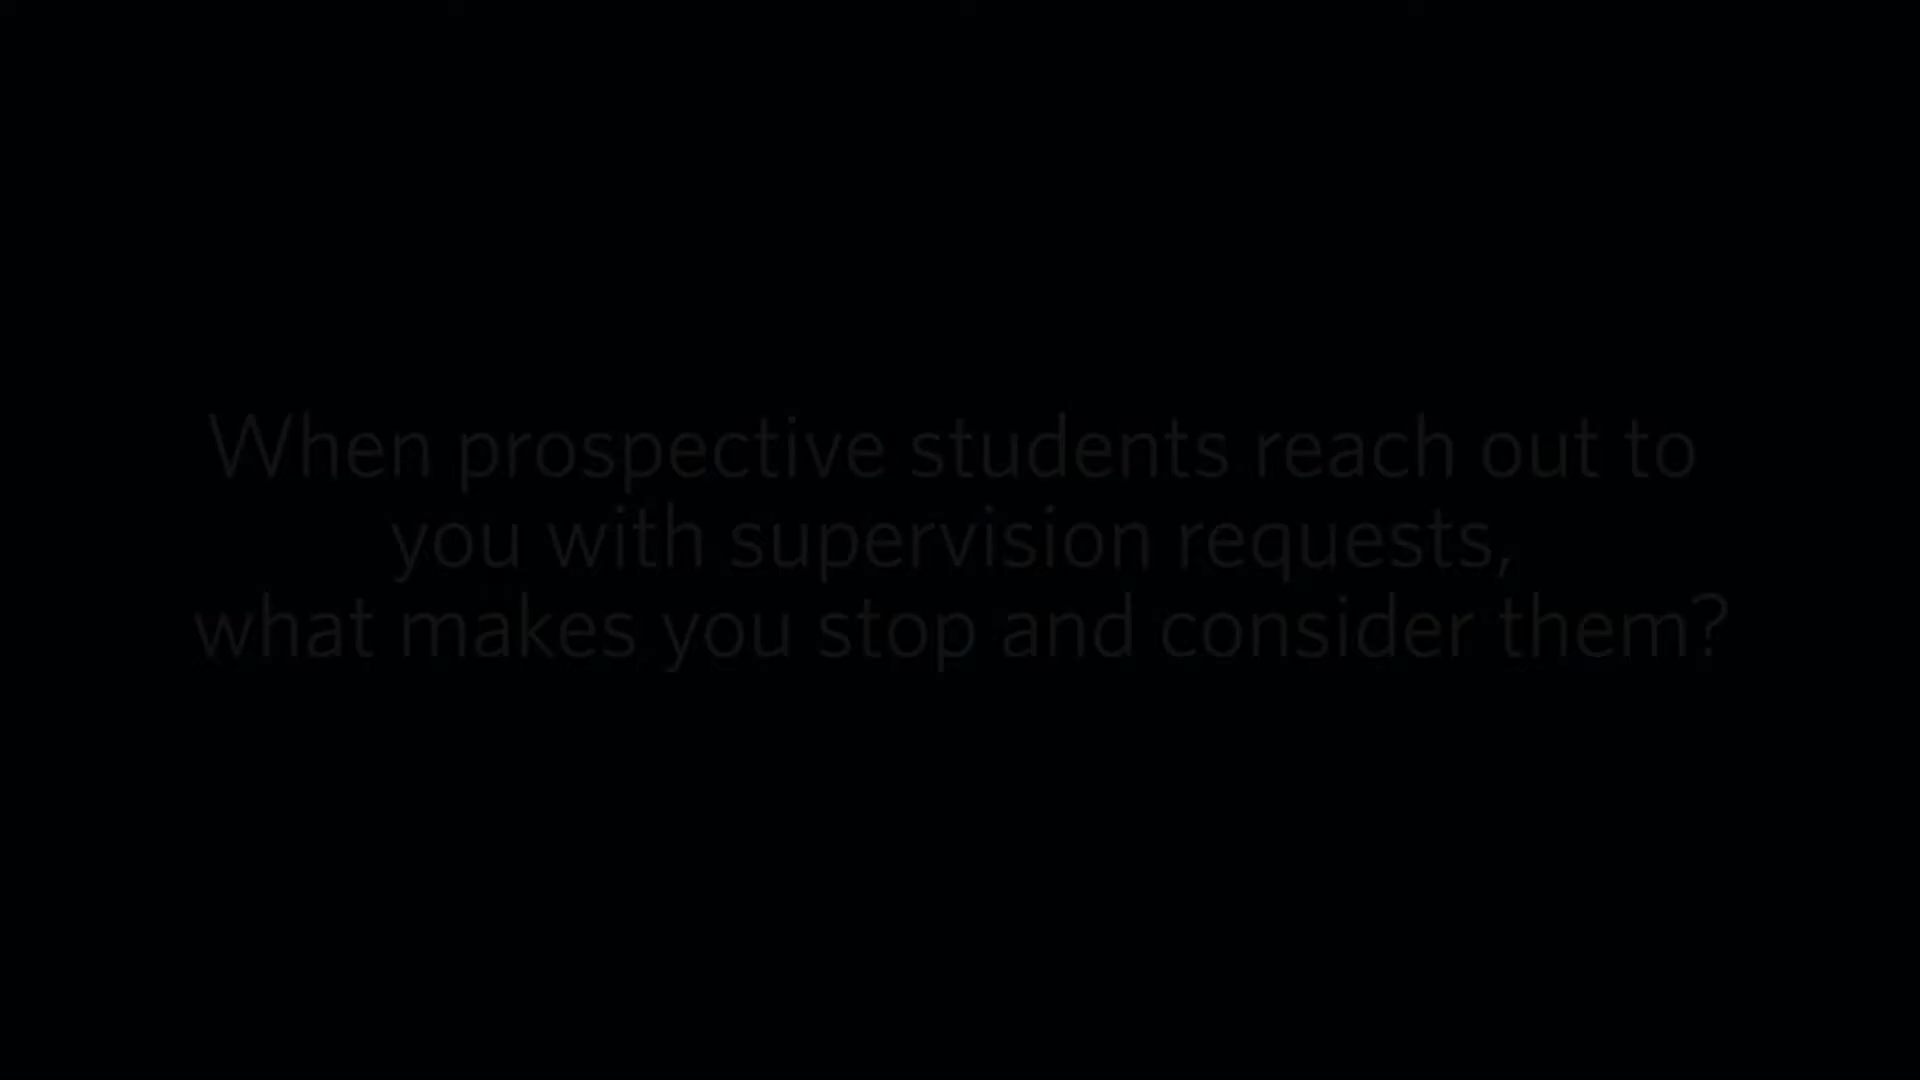 When prospective students reach out to
you with supervision requests,
what makes you stop and consider them?